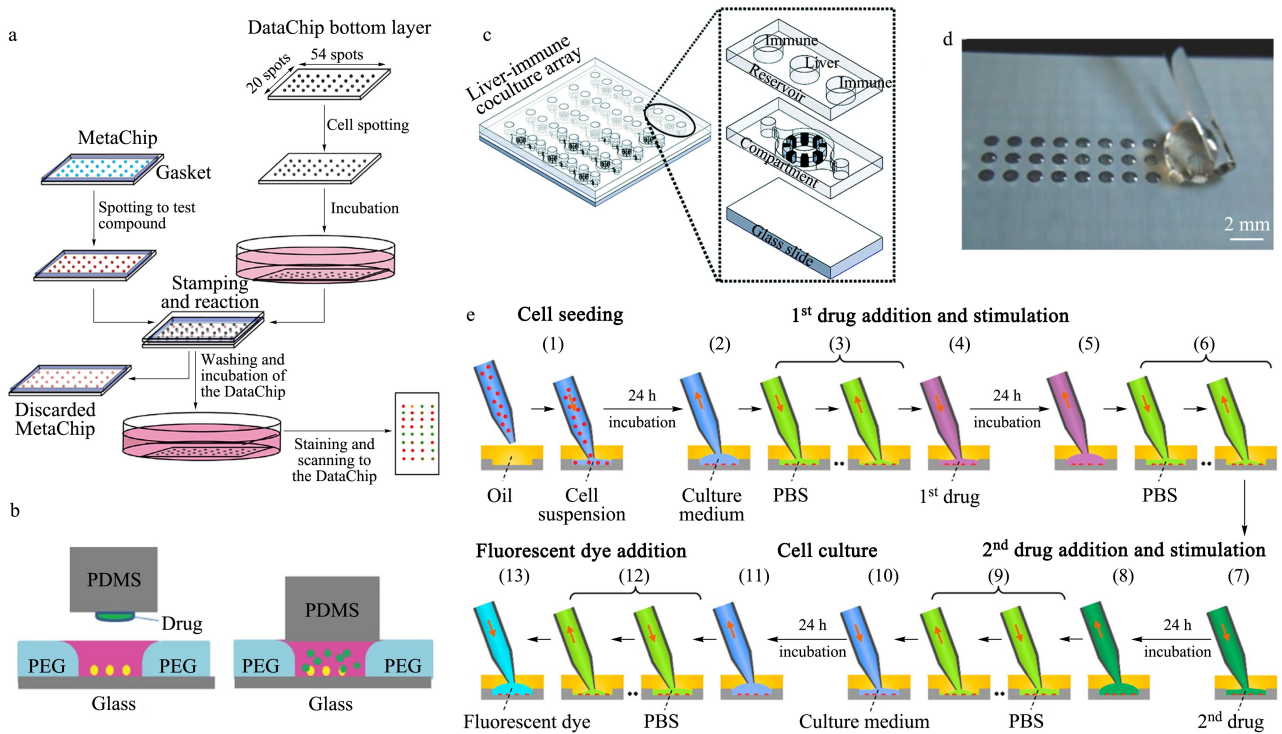 a
DataChip bottom layer
54 spots
20 spots
Cell spotting
MetaChip
Gasket
Spotting to test
compound
Incubation
Stamping
and reaction
Washing and
incubation of
the DataChip
Discarded
MetaChip
Staining and
scanning to
the DataChip
b
PDMS
Drug
PEG
PEG
Glass
PDMS
PEG
PEG
Glass
c
Liver-immune
coculture array
Immune
Liver
Immune
Reservoir
Compartment
Glass slide
d
2 mm
e
Cell seeding
1st drug addition and stimulation
(1)
(2)
(3)
(4)
(5)
(6)
24 h
incubation
24 h
incubation
Oil
Cell
suspension
Culture
medium
PBS
1st drug
PBS
Fluorescent dye addition
Cell culture
2nd drug addition and stimulation
(13)
(12)
(11)
(10)
(9)
(8)
(7)
24 h
incubation
24 h
incubation
Fluorescent dye
PBS
Culture medium
PBS
2nd drug